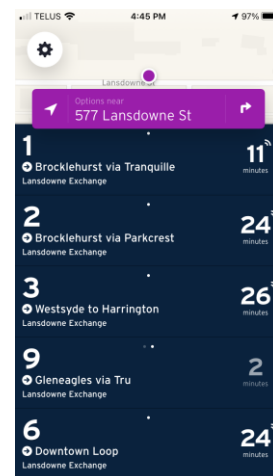 TELUS 4:45 PM 97%
Lansdowne St
Options near
577 Lansdowne St
1
11
Brocklehurst via Tranquille
minutes
Lansdowne Exchange
2
24
Brocklehurst via Parkcrest
minutes
Lansdowne Exchange
3
26
Westsyde to Harrington
minutes
Lansdowne Exchange
9
2
Gleneagles via Tru
minutes
Lansdowne Exchange
6
24
Downtown Loop
minutes
Lansdowne Exchange